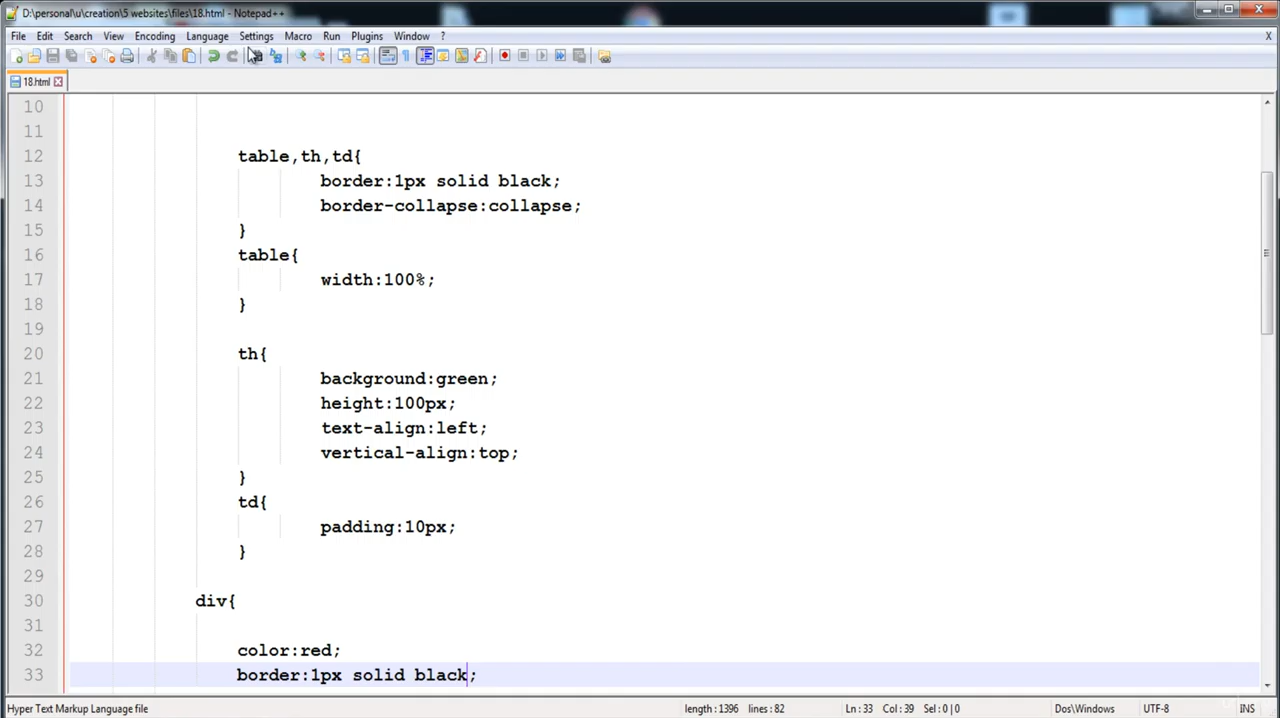 D:\personal\u\creation\5 websites\files\18.html - Notepad++
File Edit Search View Encoding Language Settings Macro Run Plugins Window ? X
18.html
10
11
12 table,th,td{
13 border:1px solid black;
14 border-collapse:collapse;
15 }
16 table{
17 width:100%;
18 }
19
20 th{
21 background:green;
22 height:100px;
23 text-align:left;
24 vertical-align:top;
25 }
26 td{
27 padding:10px;
28 }
29
30 div{
31
32 color:red;
33 border:1px solid black;
Hyper Text Markup Language file length : 1396 lines : 82 Ln : 33 Col : 39 Sel : 0 | 0 Dos\Windows UTF-8 INS